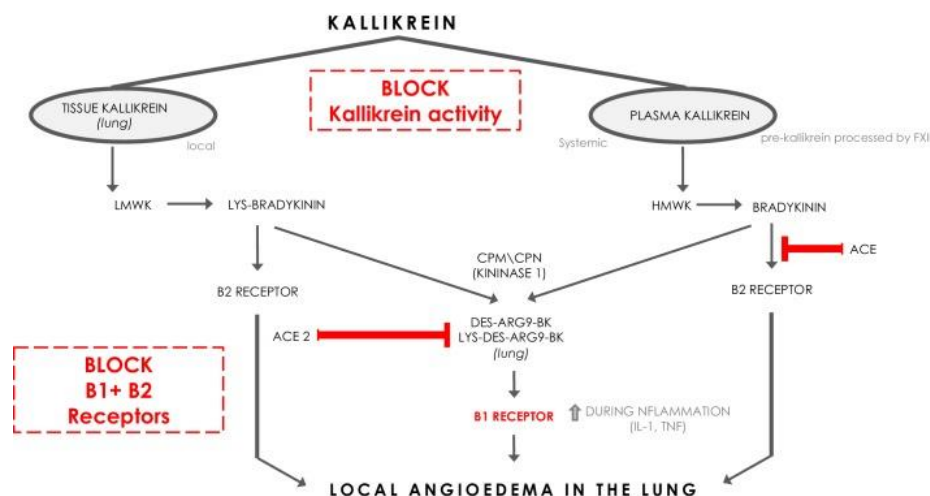 KALLIKREIN
BLOCK
Kallikrein activity
TISSUE KALLIKREIN
(lung)
local
PLASMA KALLIKREIN
Systemic
pre-kallikrein processed by FXI
LMWK
LYS-BRADYKININ
HMWK
BRADYKININ
CPM\CPN
(KININASE 1)
ACE
B2 RECEPTOR
B2 RECEPTOR
DES-ARG9-BK
LYS-DES-ARG9-BK
(lung)
ACE 2
BLOCK
B1+ B2
Receptors
B1 RECEPTOR
DURING NFLAMMATION
(IL-1, TNF)
LOCAL ANGIOEDEMA IN THE LUNG